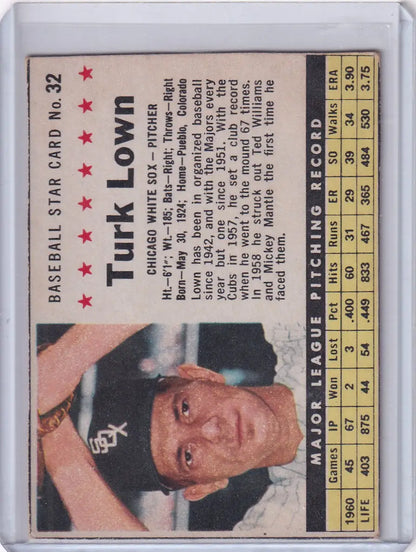 BASEBALL STAR CARD No. 32
Turk Lown
CHICAGO WHITE SOX — PITCHER
Ht.—6'1"; Wt.—185; Bats—Right; Throws—Right
Born—May 30, 1924; Home—Pueblo, Colorado
Lown has been in organized baseball
since 1942, and with the Majors every
year but one since 1951. With the
Cubs in 1957, he set a club record
when he went to the mound 67 times.
In 1958 he struck out Ted Williams
and Mickey Mantle the first time he
faced them.
SOX
MAJOR LEAGUE PITCHING RECORD
Games IP Won Lost Pct Hits Runs ER SO Walks ERA
1960 45 67 2 3 .400 60 31 29 39 34 3.90
LIFE 403 875 44 54 .449 833 467 365 484 530 3.75